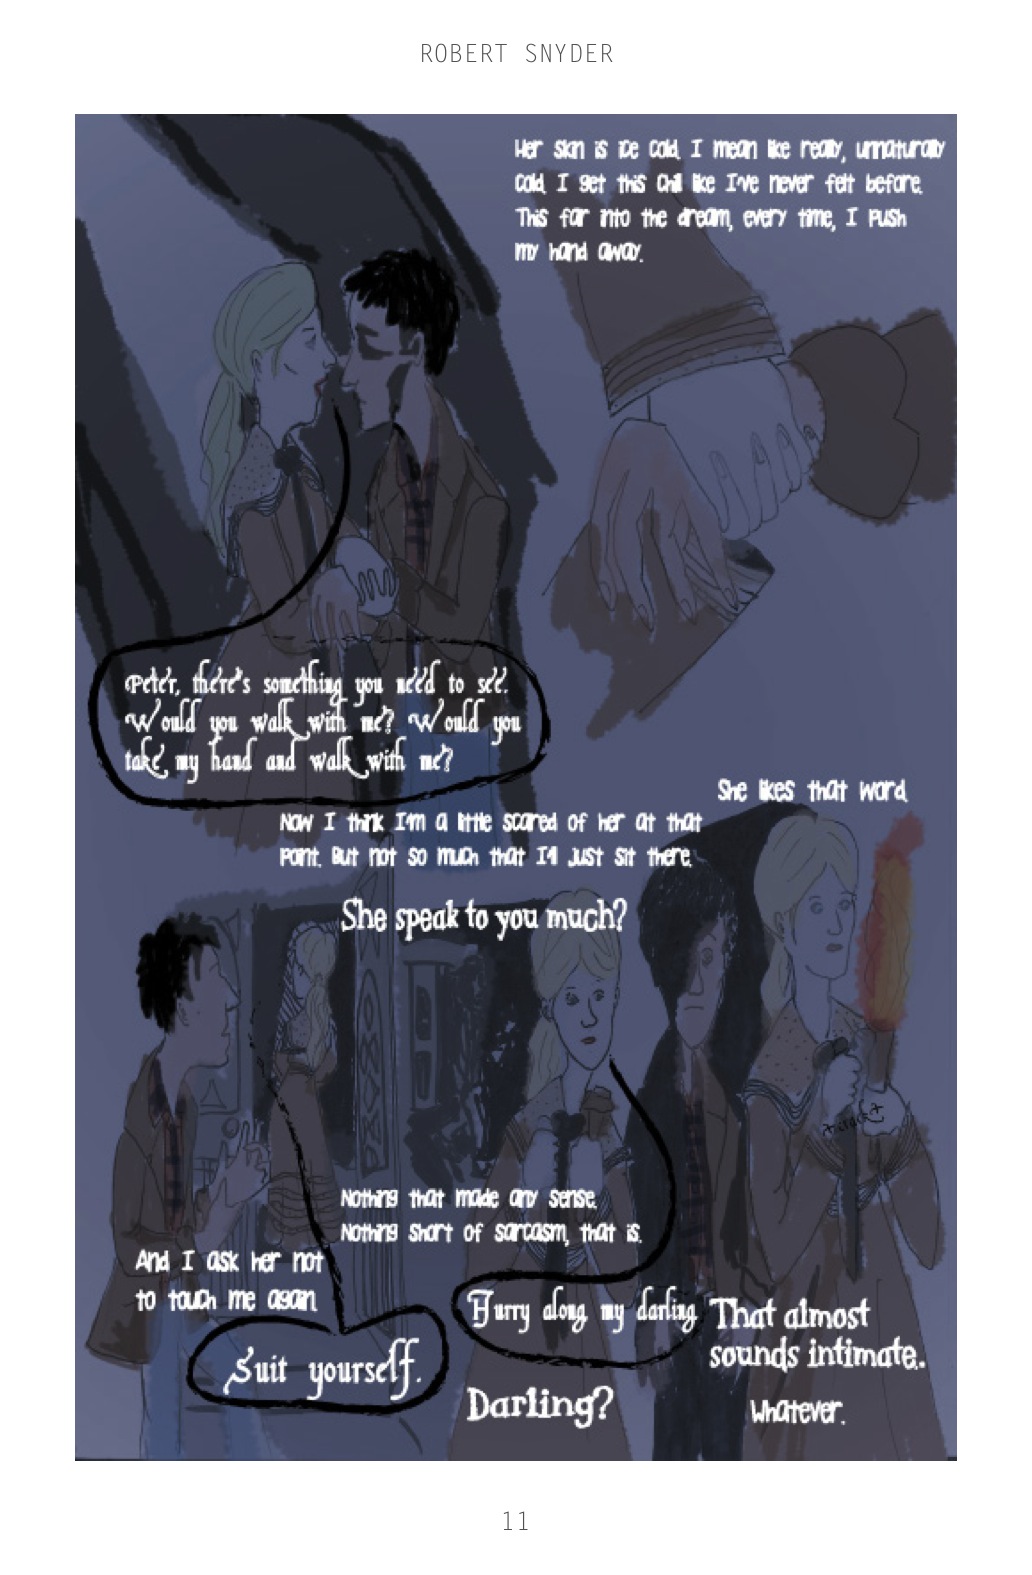 ROBERT SNYDER
Her skin is ice cold. I mean like really, unnaturally
cold. I get this chill like I've never felt before.
This far into the dream, every time, I push
my hand away.
Peter, there's something you need to see.
Would you walk with me? Would you
take my hand and walk with me?
Now I think I'm a little scared of her at that
point. But not so much that I'll just sit there.
She speak to you much?
She likes that word.
Nothing that made any sense.
Nothing short of sarcasm, that is.
And I ask her not
to touch me again.
Suit yourself.
Hurry along, my darling.
Darling?
That almost
sounds intimate..
Whatever.
11